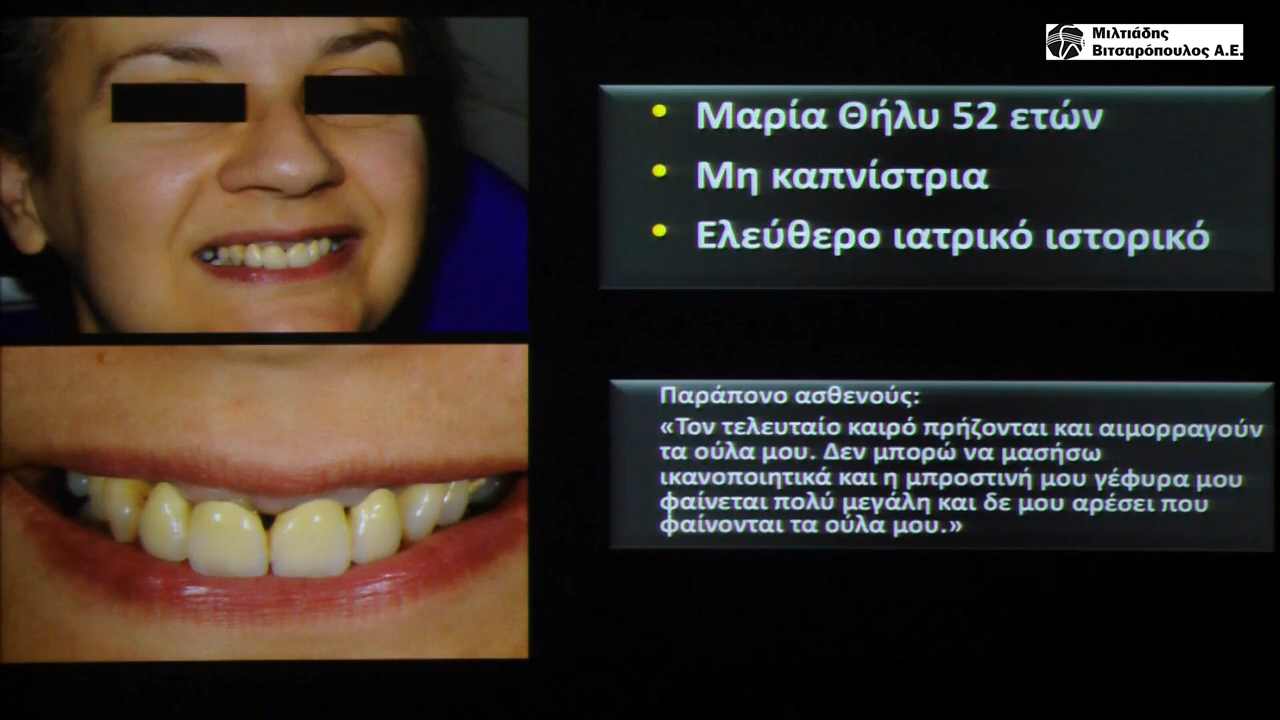 Μιλτιάδης
Βιτσαρόπουλος Α.Ε.
• Μαρία Θήλυ 52 ετών
• Μη καπνίστρια
• Ελεύθερο ιατρικό ιστορικό
Παράπονο ασθενούς:
«Τον τελευταίο καιρό πρήζονται και αιμορραγούν
τα ούλα μου. Δεν μπορώ να μασήσω
ικανοποιητικά και η μπροστινή μου γέφυρα μου
φαίνεται πολύ μεγάλη και δε μου αρέσει που
φαίνονται τα ούλα μου.»